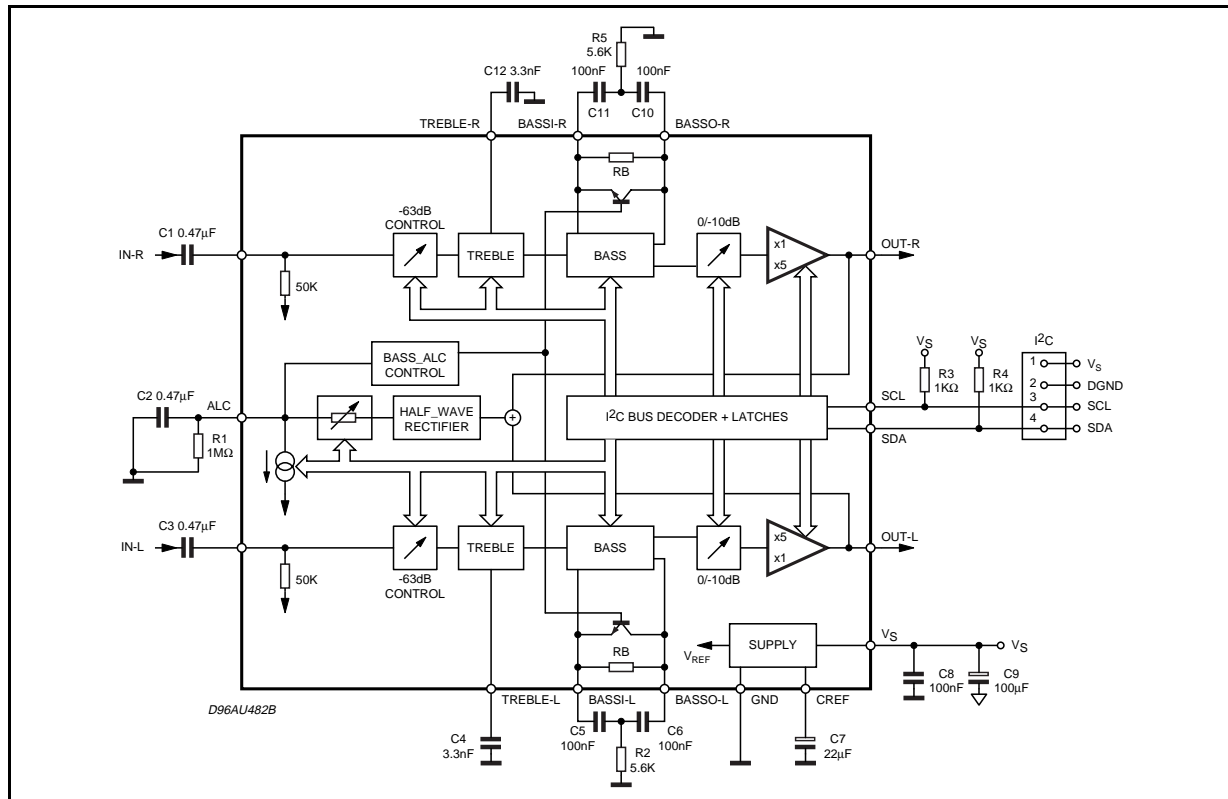 R5
5.6K
C12 3.3nF
100nF
100nF
C11
C10
TREBLE-R
BASSI-R
BASSO-R
RB
-63dB
CONTROL
0/-10dB
C1 0.47µF
IN-R
TREBLE
BASS
x1
x5
OUT-R
50K
BASS_ALC
CONTROL
VS
VS
I2C
R3
1KΩ
R4
1KΩ
1
VS
2
DGND
3
SCL
4
SDA
C2 0.47µF
ALC
HALF_WAVE
RECTIFIER
+
I2C BUS DECODER + LATCHES
SCL
SDA
R1
1MΩ
C3 0.47µF
IN-L
TREBLE
BASS
x5
x1
OUT-L
50K
-63dB
CONTROL
0/-10dB
RB
VREF
SUPPLY
VS
VS
C8
100nF
C9
100µF
D96AU482B
TREBLE-L
BASSI-L
BASSO-L
GND
CREF
C4
3.3nF
C5
100nF
C6
100nF
R2
5.6K
C7
22µF